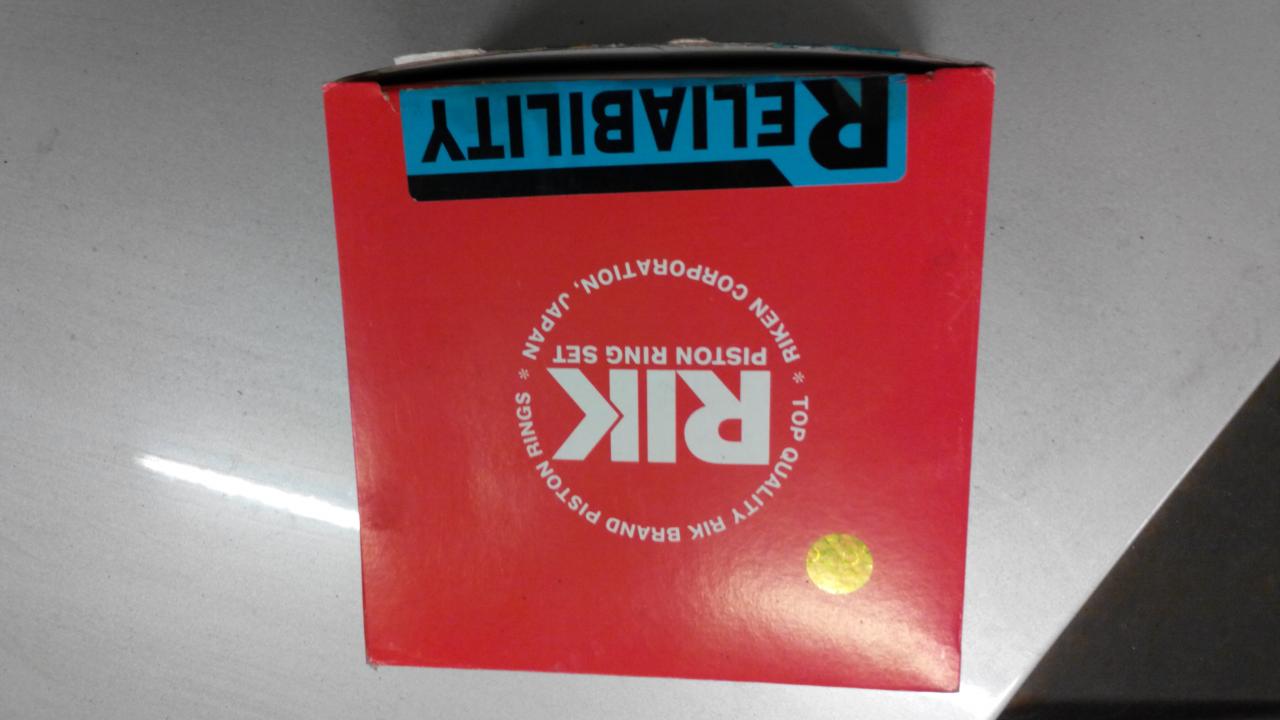 TOP QUALITY RIK BRAND PISTON RINGS
RIK
PISTON RING SET
* RIKEN CORPORATION, JAPAN *
RELIABILITY